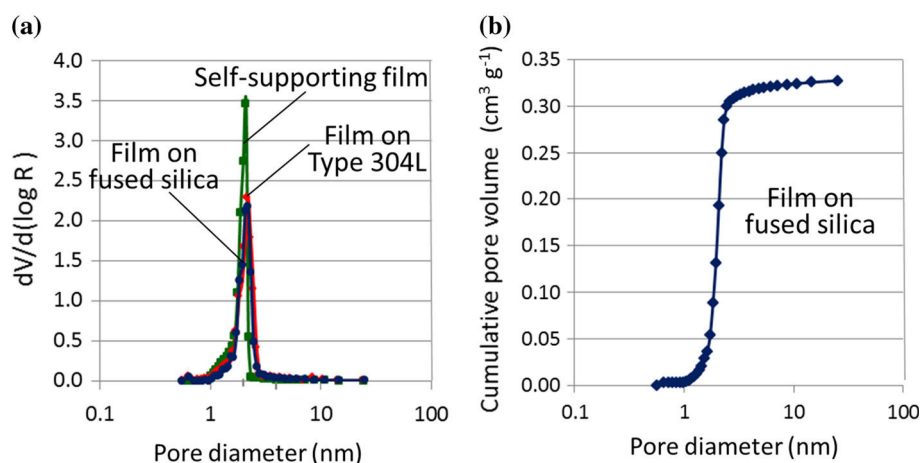 (a)
dV/d(log R )
4.0
3.5
3.0
2.5
2.0
1.5
1.0
0.5
0.0
Self-supporting film
Film on
fused silica
Film on
Type 304L
0.1
1
10
100
Pore diameter (nm)
(b)
Cumulative pore volume (cm³ g⁻¹)
0.35
0.30
0.25
0.20
0.15
0.10
0.05
0.00
Film on
fused silica
0.1
1
10
100
Pore diameter (nm)